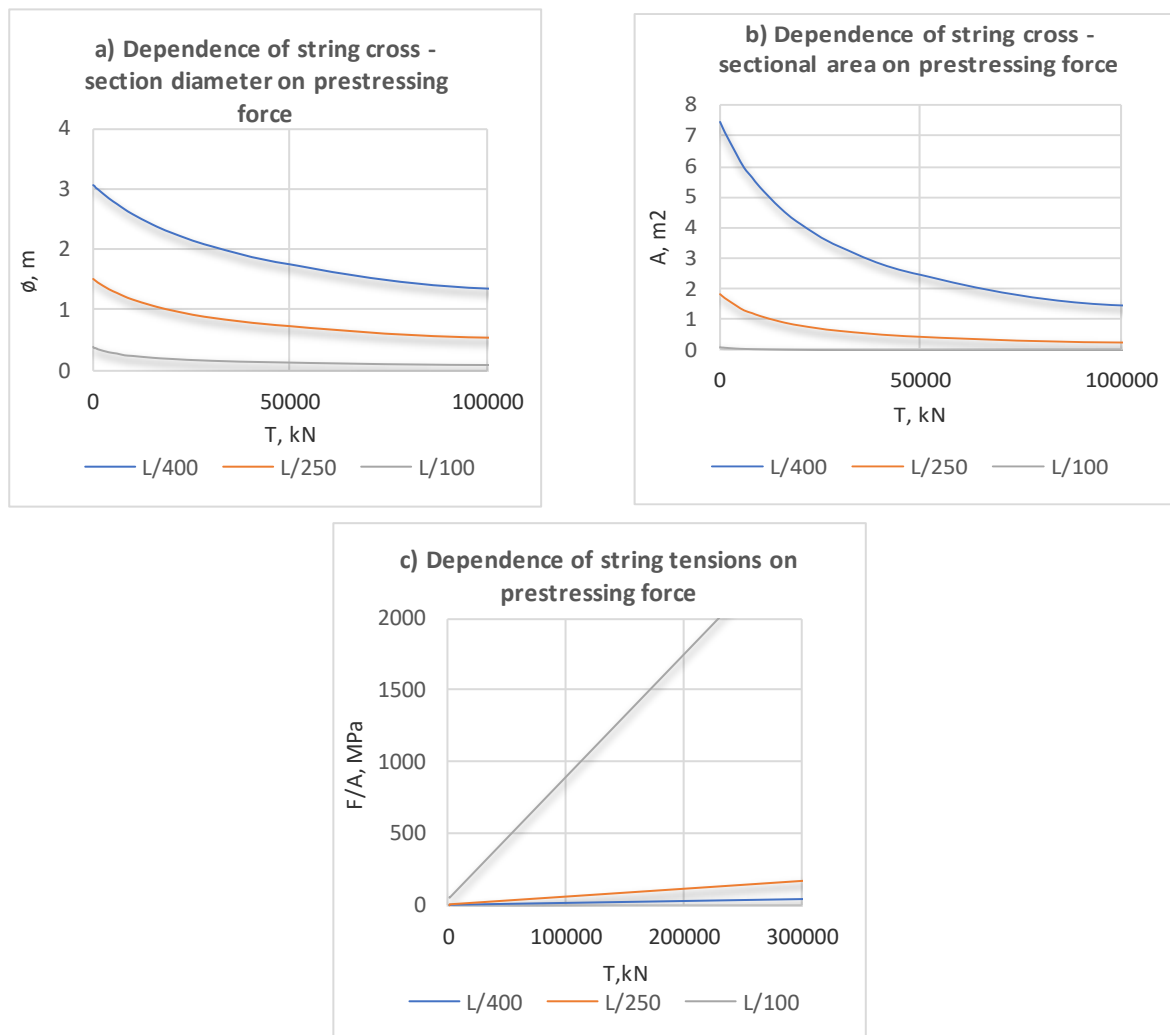 a) Dependence of string cross -
section diameter on prestressing
force
4
3
2
1
0
ϕ, m
0 50000 100000
T, kN
L/400 L/250 L/100
b) Dependence of string cross -
sectional area on prestressing force
8
7
6
5
4
3
2
1
0
A, m2
0 50000 100000
T, kN
L/400 L/250 L/100
c) Dependence of string tensions on
prestressing force
2000
1500
1000
500
0
F/A, MPa
0 100000 200000 300000
T,kN
L/400 L/250 L/100